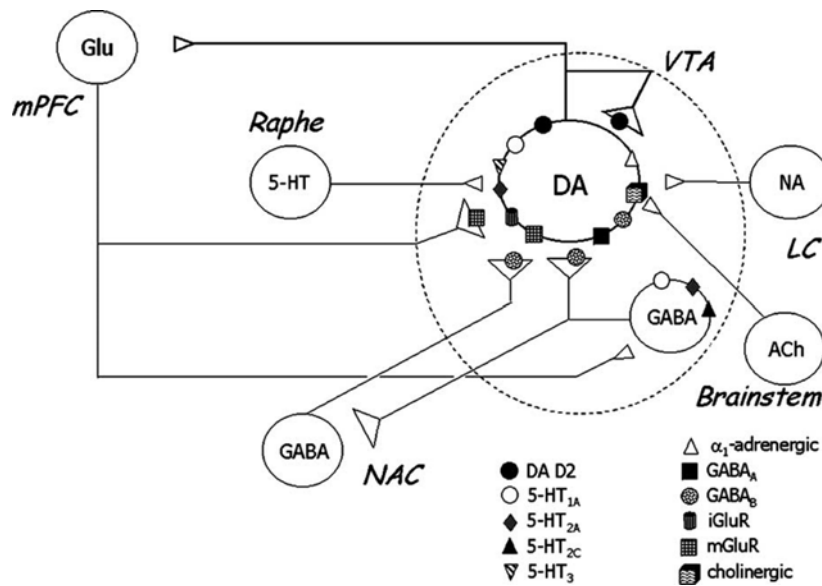 Glu
mPFC
VTA
Raphe
5-HT
DA
NA
LC
GABA
ACh
Brainstem
GABA
NAC
DA D2
5-HT1A
5-HT2A
5-HT2C
5-HT3
α1-adrenergic
GABAA
GABAB
iGluR
mGluR
cholinergic